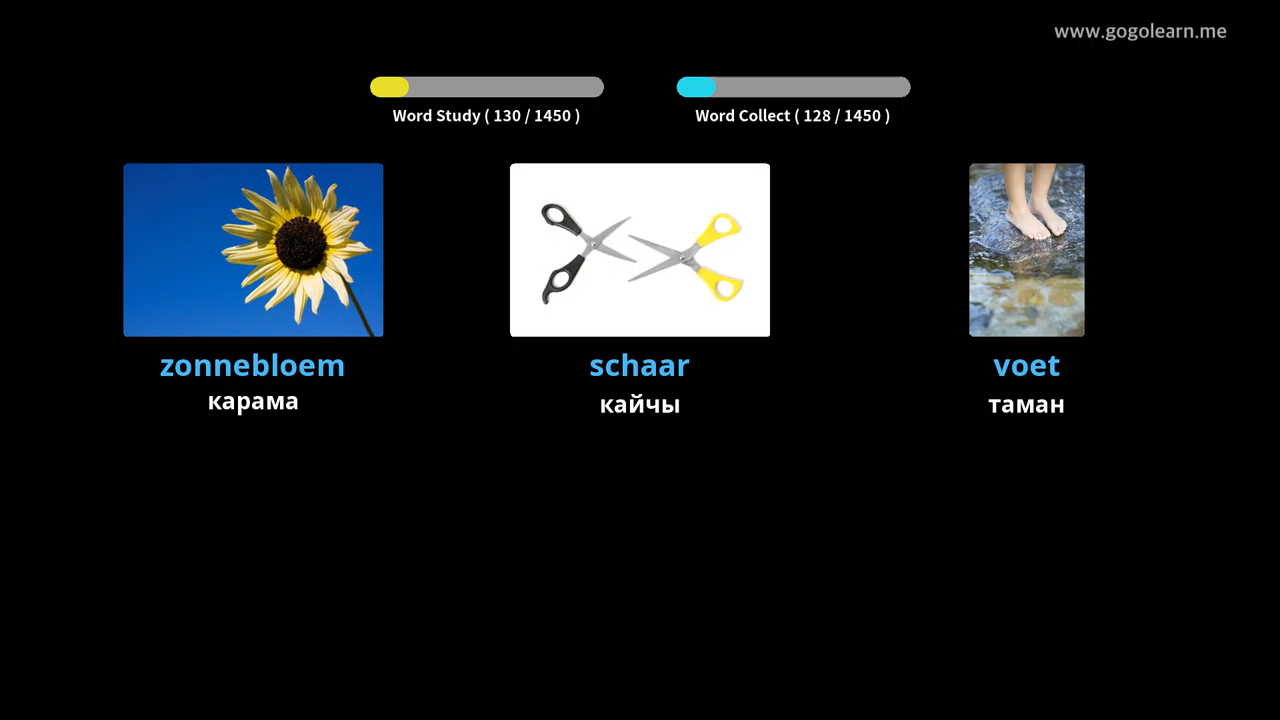 www.gogolearn.me
Word Study ( 130 / 1450 )
Word Collect ( 128 / 1450 )
zonnebloem
карама
schaar
кайчы
voet
таман